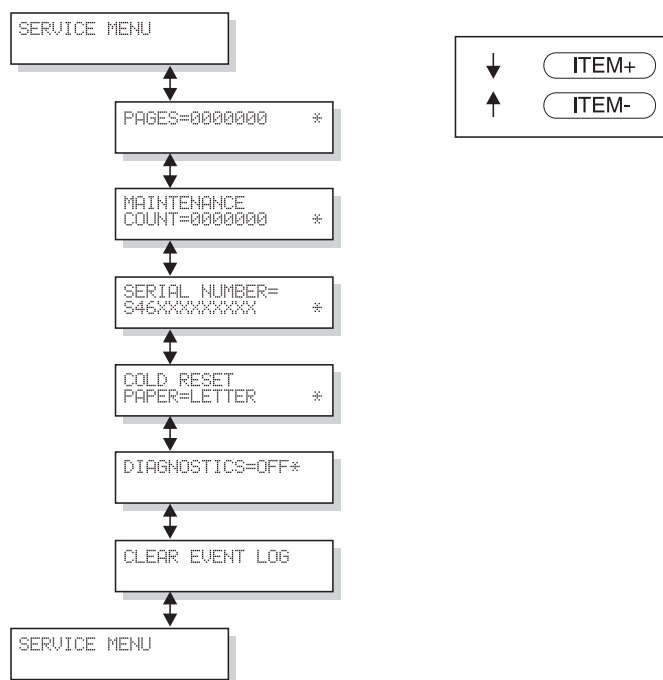 SERVICE MENU
ITEM+
ITEM-
PAGES=0000000 *
MAINTENANCE
COUNT=0000000 *
SERIAL NUMBER=
S46XXXXXXXXX *
COLD RESET
PAPER=LETTER *
DIAGNOSTICS=OFF*
CLEAR EVENT LOG
SERVICE MENU